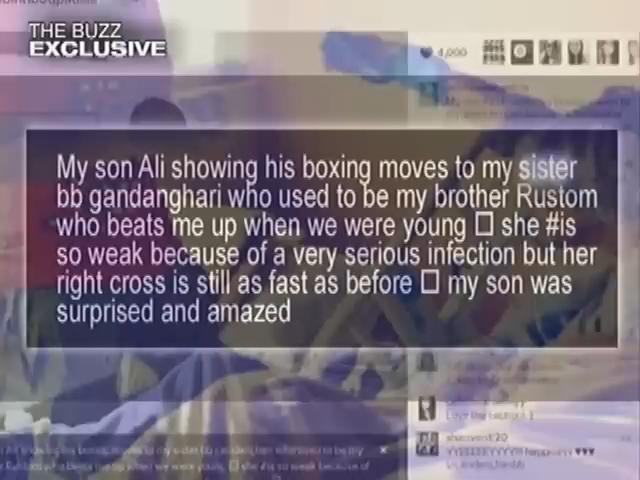 THE BUZZ
EXCLUSIVE
4,000
My son Ali showing his boxing moves to my sister
bb gandanghari who used to be my brother Rustom
who beats me up when we were young □ she #is
so weak because of a very serious infection but her
right cross is still as fast as before □ my son was
surprised and amazed